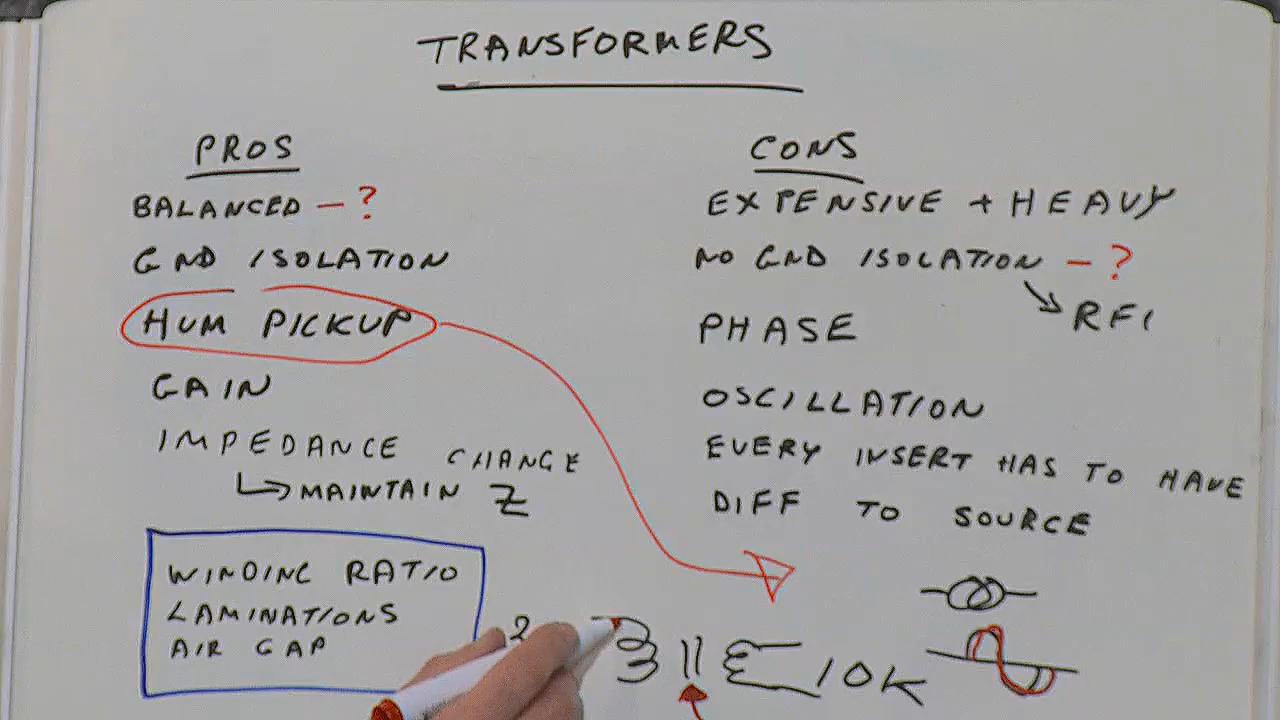 TRANSFORMERS
PROS
BALANCED - ?
GND ISOLATION
HUM PICKUP
GAIN
IMPEDANCE CHANGE
MAINTAIN Z
WINDING RATIO
LAMINATIONS
AIR GAP
CONS
EXPENSIVE + HEAVY
NO GND ISOLATION - ?
RFI
PHASE
OSCILLATION
EVERY INSERT HAS TO HAVE
DIFF TO SOURCE
10K